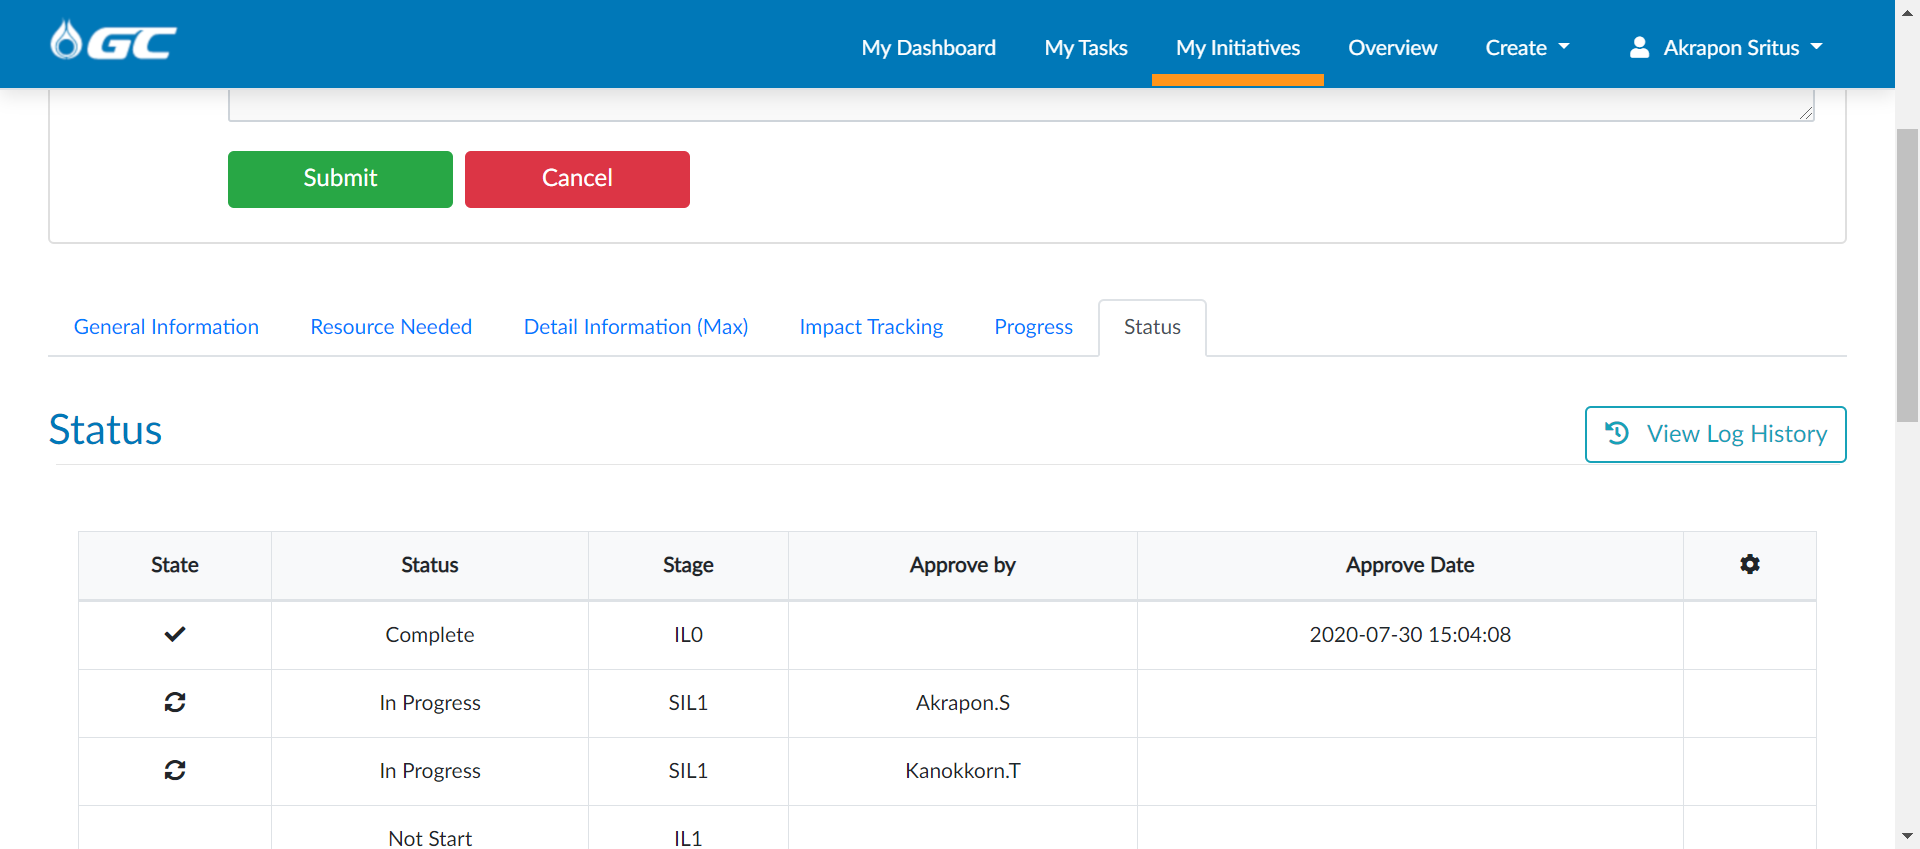 GC
My Dashboard
My Tasks
My Initiatives
Overview
Create
Akrapon Sritus
Submit
Cancel
General Information
Resource Needed
Detail Information (Max)
Impact Tracking
Progress
Status
Status
View Log History
State Status Stage Approve by Approve Date
Complete IL0 2020-07-30 15:04:08
In Progress SIL1 Akrapon.S
In Progress SIL1 Kanokkorn.T
Not Start IL1